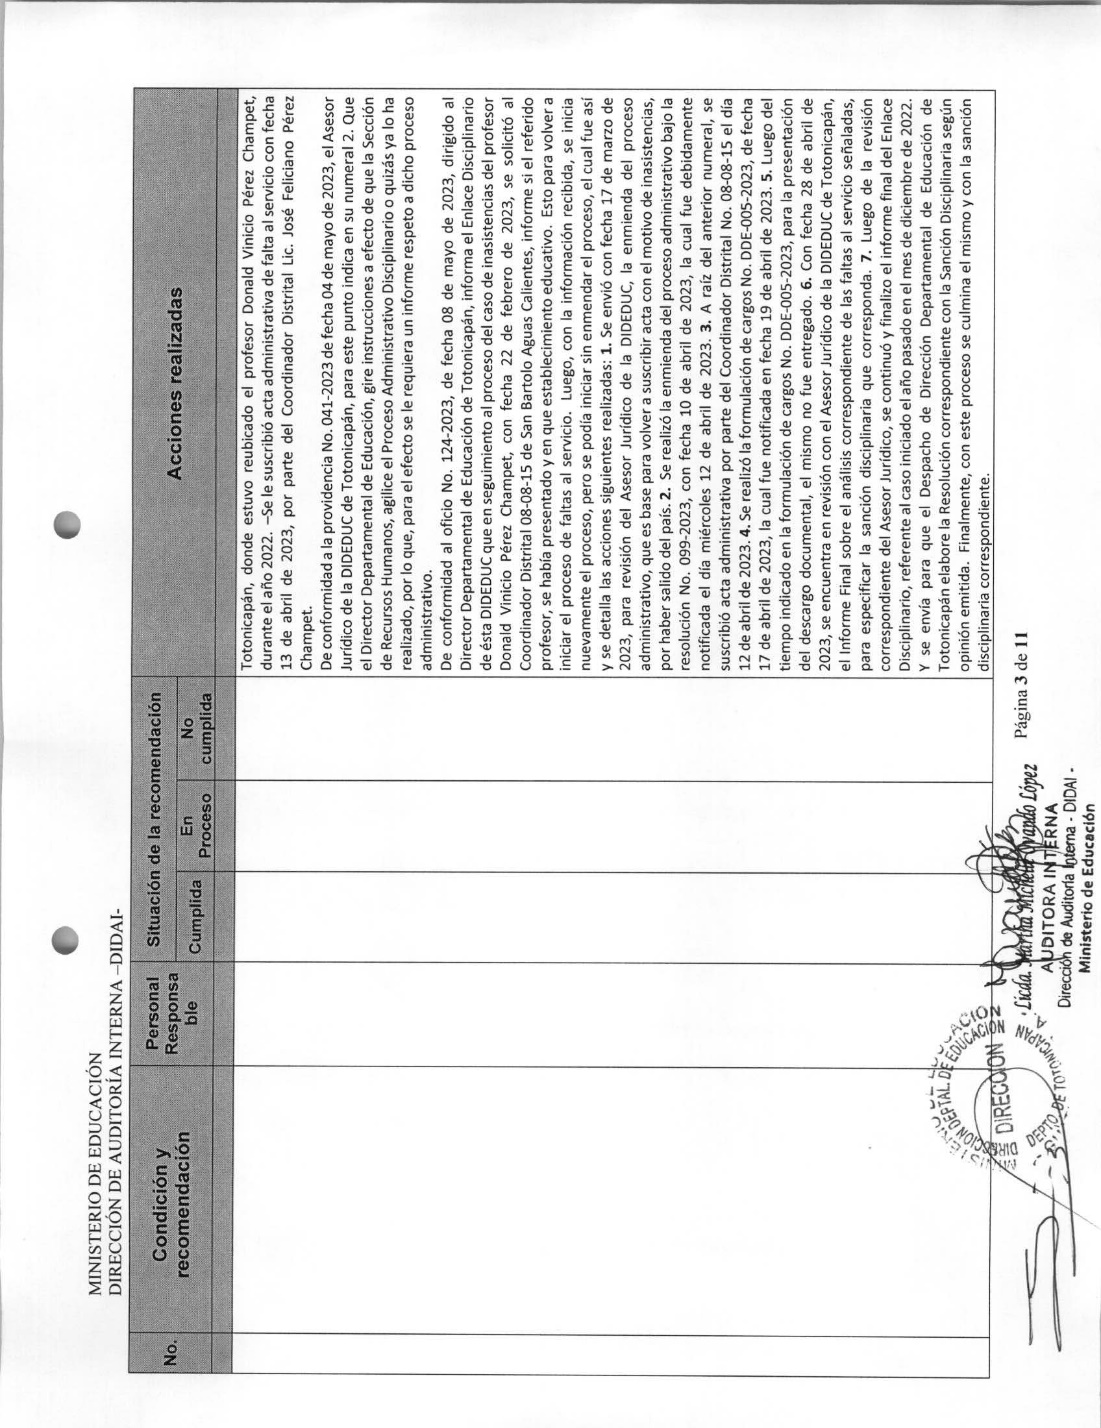 MINISTERIO DE EDUCACIÓN
DIRECCIÓN DE AUDITORÍA INTERNA –DIDAI-
No.
Condición y
recomendación
Personal
Responsa
ble
Situación de la recomendación
Cumplida
En
Proceso
No
cumplida
Acciones realizadas
Totonicapán, donde estuvo reubicado el profesor Donald Vinicio Pérez Champet,
durante el año 2022. –Se le suscribió acta administrativa de falta al servicio con fecha
13 de abril de 2023, por parte del Coordinador Distrital Lic. José Feliciano Pérez
Champet.
De conformidad a la providencia No. 041-2023 de fecha 04 de mayo de 2023, el Asesor
Jurídico de la DIDEDUC de Totonicapán, para este punto indica en su numeral 2. Que
el Director Departamental de Educación, gire instrucciones a efecto de que la Sección
de Recursos Humanos, agilice el Proceso Administrativo Disciplinario o quizás ya lo ha
realizado, por lo que, para el efecto se le requiera un informe respeto a dicho proceso
administrativo.
De conformidad al oficio No. 124-2023, de fecha 08 de mayo de 2023, dirigido al
Director Departamental de Educación de Totonicapán, informa el Enlace Disciplinario
de ésta DIDEDUC que en seguimiento al proceso del caso de inasistencias del profesor
Donald Vinicio Pérez Champet, con fecha 22 de febrero de 2023, se solicitó al
Coordinador Distrital 08-08-15 de San Bartolo Aguas Calientes, informe si el referido
profesor, se había presentado y en que establecimiento educativo. Esto para volver a
iniciar el proceso de faltas al servicio. Luego, con la información recibida, se inicia
nuevamente el proceso, pero se podía iniciar sin enmendar el proceso, el cual fue así
y se detalla las acciones siguientes realizadas: 1. Se envió con fecha 17 de marzo de
2023, para revisión del Asesor Jurídico de la DIDEDUC, la enmienda del proceso
administrativo, que es base para volver a suscribir acta con el motivo de inasistencias,
por haber salido del país. 2. Se realizó la enmienda del proceso administrativo bajo la
resolución No. 099-2023, con fecha 10 de abril de 2023, la cual fue debidamente
notificada el día miércoles 12 de abril de 2023. 3. A raíz del anterior numeral, se
suscribió acta administrativa por parte del Coordinador Distrital No. 08-08-15 el día
12 de abril de 2023. 4. Se realizó la formulación de cargos No. DDE-005-2023, de fecha
17 de abril de 2023, la cual fue notificada en fecha 19 de abril de 2023. 5. Luego del
tiempo indicado en la formulación de cargos No. DDE-005-2023, para la presentación
del descargo documental, el mismo no fue entregado. 6. Con fecha 28 de abril de
2023, se encuentra en revisión con el Asesor Jurídico de la DIDEDUC de Totonicapán,
el Informe Final sobre el análisis correspondiente de las faltas al servicio señaladas,
para especificar la sanción disciplinaria que corresponda. 7. Luego de la revisión
correspondiente del Asesor Jurídico, se continuó y finalizo el informe final del Enlace
Disciplinario, referente al caso iniciado el año pasado en el mes de diciembre de 2022.
Y se envía para que el Despacho de Dirección Departamental de Educación de
Totonicapán elabore la Resolución correspondiente con la Sanción Disciplinaria según
opinión emitida. Finalmente, con este proceso se culmina el mismo y con la sanción
disciplinaria correspondiente.
Página 3 de 11
MINISTERIO DE EDUCACION
DIRECCION DEPTAL. DE EDUCACIÓN
DIRECCION
DEPTO. DE TOTONICAPAN
Licda. Martha Michelle Ovando López
AUDITORA INTERNA
Dirección de Auditoría Interna - DIDAI -
Ministerio de Educación